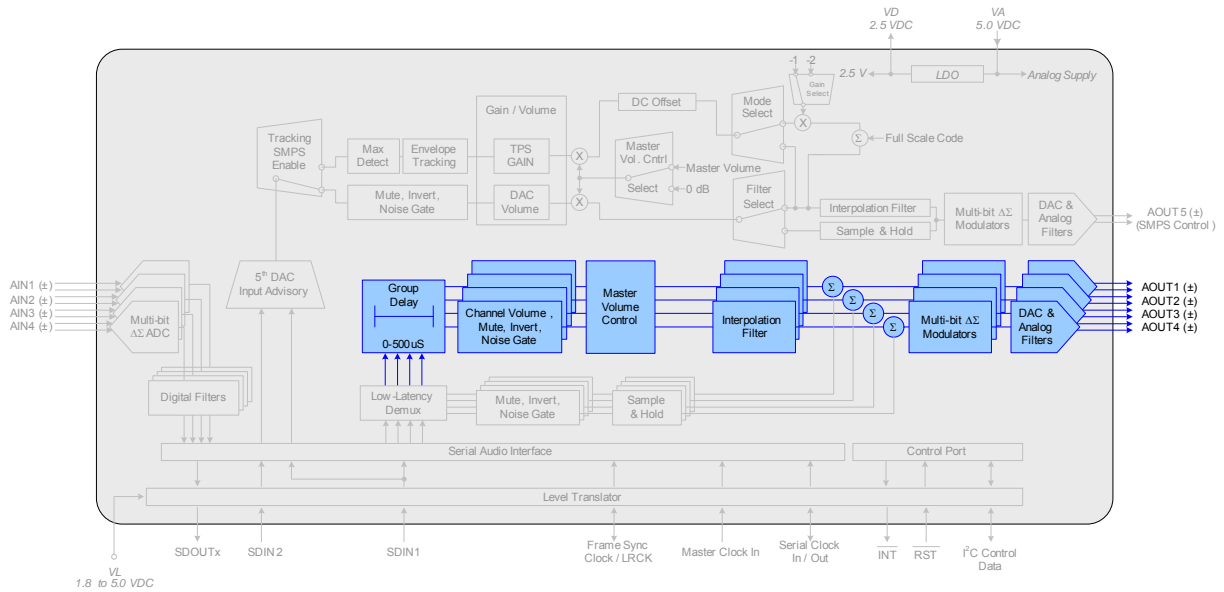 VD
2.5 VDC
VA
5.0 VDC
2.5 V
LDO
Analog Supply
-1 -2
Gain
Select
Gain / Volume
DC Offset
Mode
Select
X
Σ
Full Scale Code
Tracking
SMPS
Enable
Max
Detect
Envelope
Tracking
TPS
GAIN
X
Master
Vol. Cntrl
Select
Master Volume
0 dB
Mute, Invert,
Noise Gate
DAC
Volume
X
Filter
Select
Interpolation Filter
Sample & Hold
Multi-bit ΔΣ
Modulators
DAC &
Analog
Filters
AOUT5 (±)
(SMPS Control )
5th DAC
Input Advisory
AIN1 (±)
AIN2 (±)
AIN3 (±)
AIN4 (±)
Multi-bit
ΔΣ ADC
Digital Filters
Group
Delay
0-500uS
Channel Volume ,
Mute, Invert,
Noise Gate
Master
Volume
Control
Interpolation
Filter
Σ
Σ
Σ
Σ
Multi-bit ΔΣ
Modulators
DAC &
Analog
Filters
AOUT1 (±)
AOUT2 (±)
AOUT3 (±)
AOUT4 (±)
Low-Latency
Demux
Mute, Invert,
Noise Gate
Sample
& Hold
Serial Audio Interface
Control Port
Level Translator
VL
1.8 to 5.0 VDC
SDOUTx
SDIN2
SDIN1
Frame Sync
Clock / LRCK
Master Clock In
Serial Clock
In / Out
INT
RST
I2C Control
Data